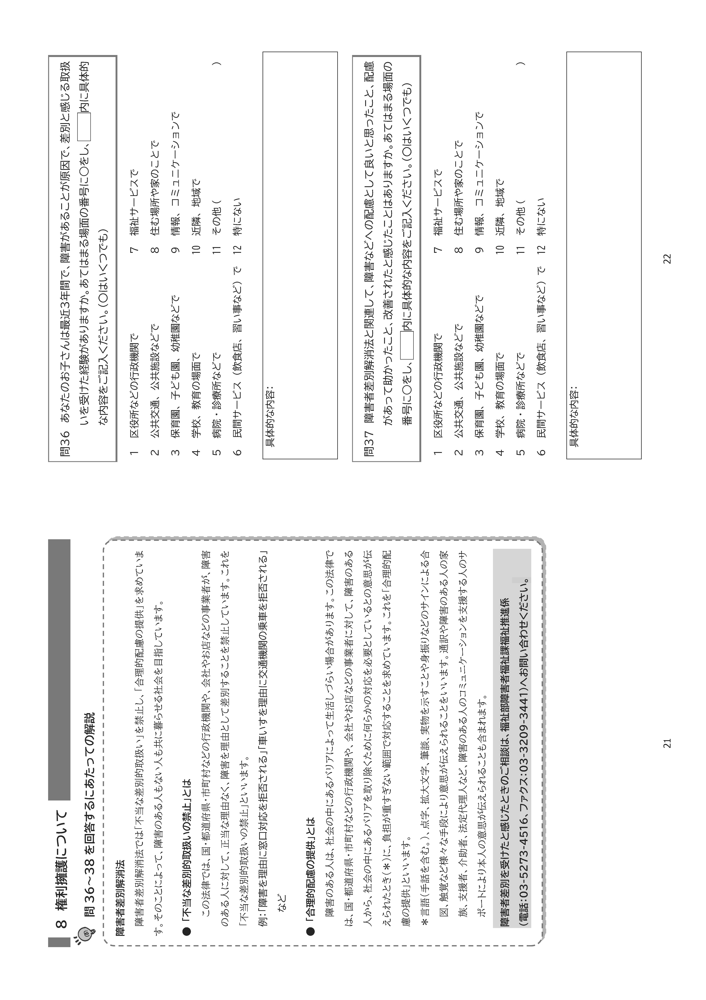 8　権利擁護について
問 36～38 を回答するにあたっての解説
障害者差別解消法
障害者差別解消法では「不当な差別的取扱い」を禁止し、「合理的配慮の提供」を求めていま
す。そのことによって、障害のある人もない人も共に暮らせる社会を目指しています。
● 「不当な差別的取扱いの禁止」とは
この法律では、国・都道府県・市町村などの行政機関や、会社やお店などの事業者が、障害
のある人に対して、正当な理由なく、障害を理由として差別することを禁止しています。これを
「不当な差別的取扱いの禁止」といいます。
例：「障害を理由に窓口対応を拒否される」「車いすを理由に交通機関の乗車を拒否される」
など
● 「合理的配慮の提供」とは
障害のある人は、社会の中にあるバリアによって生活しづらい場合があります。この法律で
は、国・都道府県・市町村などの行政機関や、会社やお店などの事業者に対して、障害のある
人から、社会の中にあるバリアを取り除くために何らかの対応を必要としているとの意思が伝
えられたとき（＊）に、負担が重すぎない範囲で対応することを求めています。これを「合理的配
慮の提供」といいます。
＊言語（手話を含む。）、点字、拡大文字、筆談、実物を示すことや身振りなどのサインによる合
図、触覚など様々な手段により意思が伝えられることをいいます。通訳や障害のある人の家
族、支援者、介助者、法定代理人など、障害のある人のコミュニケーションを支援する人のサ
ポートにより本人の意思が伝えられることも含まれます。
障害者差別を受けたと感じたときのご相談は、福祉部障害者福祉課福祉推進係
（電話：03-5273-4516、ファクス：03-3209-3441）へお問い合わせください。
21
問36　あなたのお子さんは最近3年間で、障害があることが原因で、差別と感じる取扱
いを受けた経験がありますか。あてはまる場面の番号に〇をし、　　内に具体的
な内容をご記入ください。（〇はいくつでも）
1　区役所などの行政機関で　7　福祉サービスで
2　公共交通、公共施設などで　8　住む場所や家のことで
3　保育園、子ども園、幼稚園などで　9　情報、コミュニケーションで
4　学校、教育の場面で　10　近隣、地域で
5　病院・診療所などで　11　その他（　　　　）
6　民間サービス（飲食店、習い事など）で　12　特にない
具体的な内容：
問37　障害者差別解消法と関連して、障害などへの配慮として良いと思ったこと、配慮
があって助かったこと、改善されたと感じたことはありますか。あてはまる場面の
番号に〇をし、　　内に具体的な内容をご記入ください。（〇はいくつでも）
1　区役所などの行政機関で　7　福祉サービスで
2　公共交通、公共施設などで　8　住む場所や家のことで
3　保育園、子ども園、幼稚園などで　9　情報、コミュニケーションで
4　学校、教育の場面で　10　近隣、地域で
5　病院・診療所などで　11　その他（　　　　）
6　民間サービス（飲食店、習い事など）で　12　特にない
具体的な内容：
22